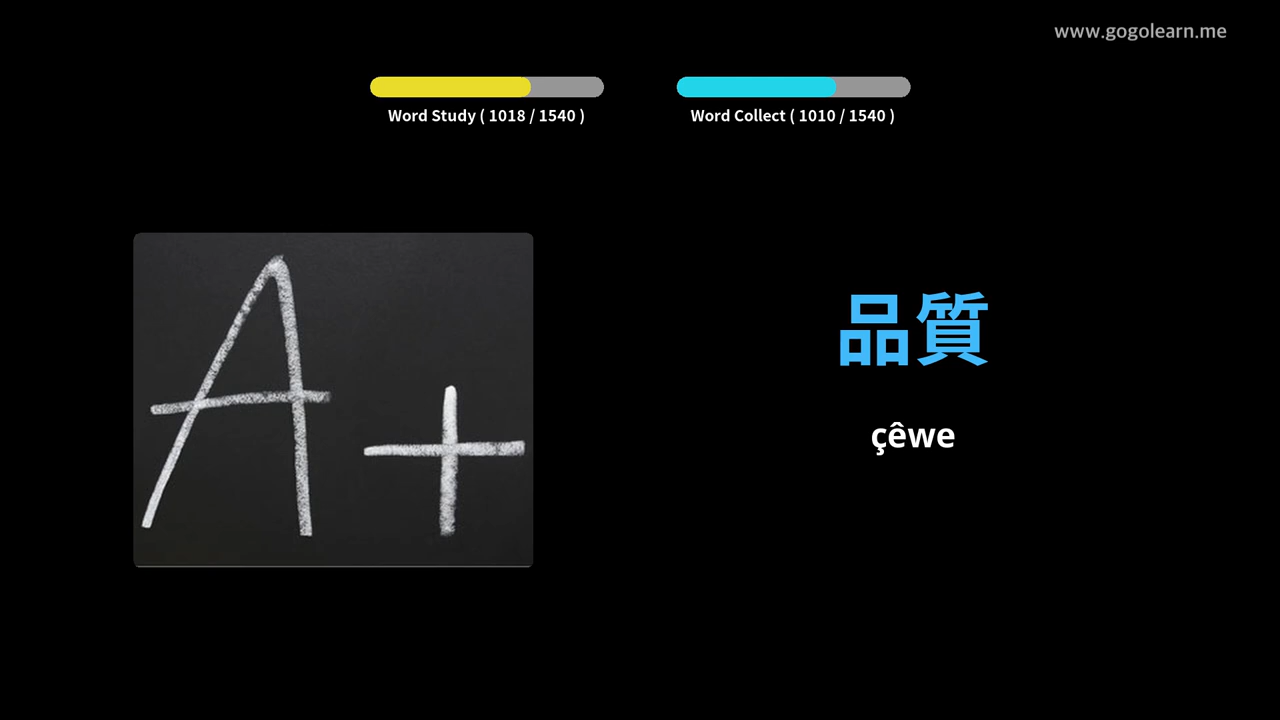 www.gogolearn.me
Word Study ( 1018 / 1540 )
Word Collect ( 1010 / 1540 )
A+
品質
çêwe